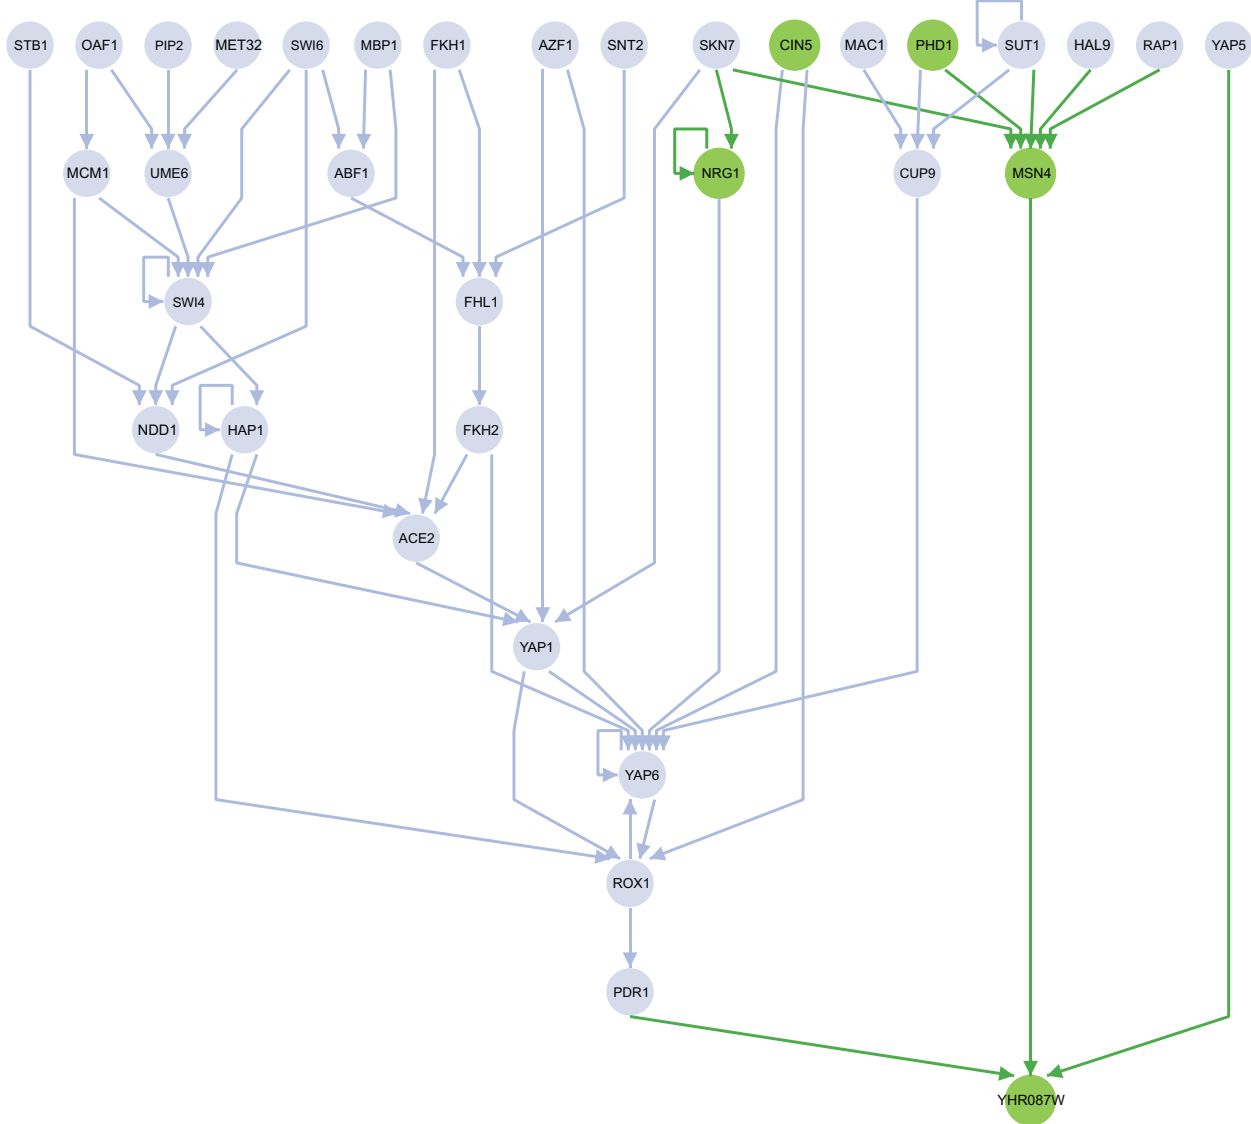 STB1
OAF1
PIP2
MET32
SWI6
MBP1
FKH1
AZF1
SNT2
SKN7
CIN5
MAC1
PHD1
SUT1
HAL9
RAP1
YAP5
MCM1
UME6
ABF1
NRG1
CUP9
MSN4
SWI4
FHL1
NDD1
HAP1
FKH2
ACE2
YAP1
YAP6
ROX1
PDR1
YHR087W